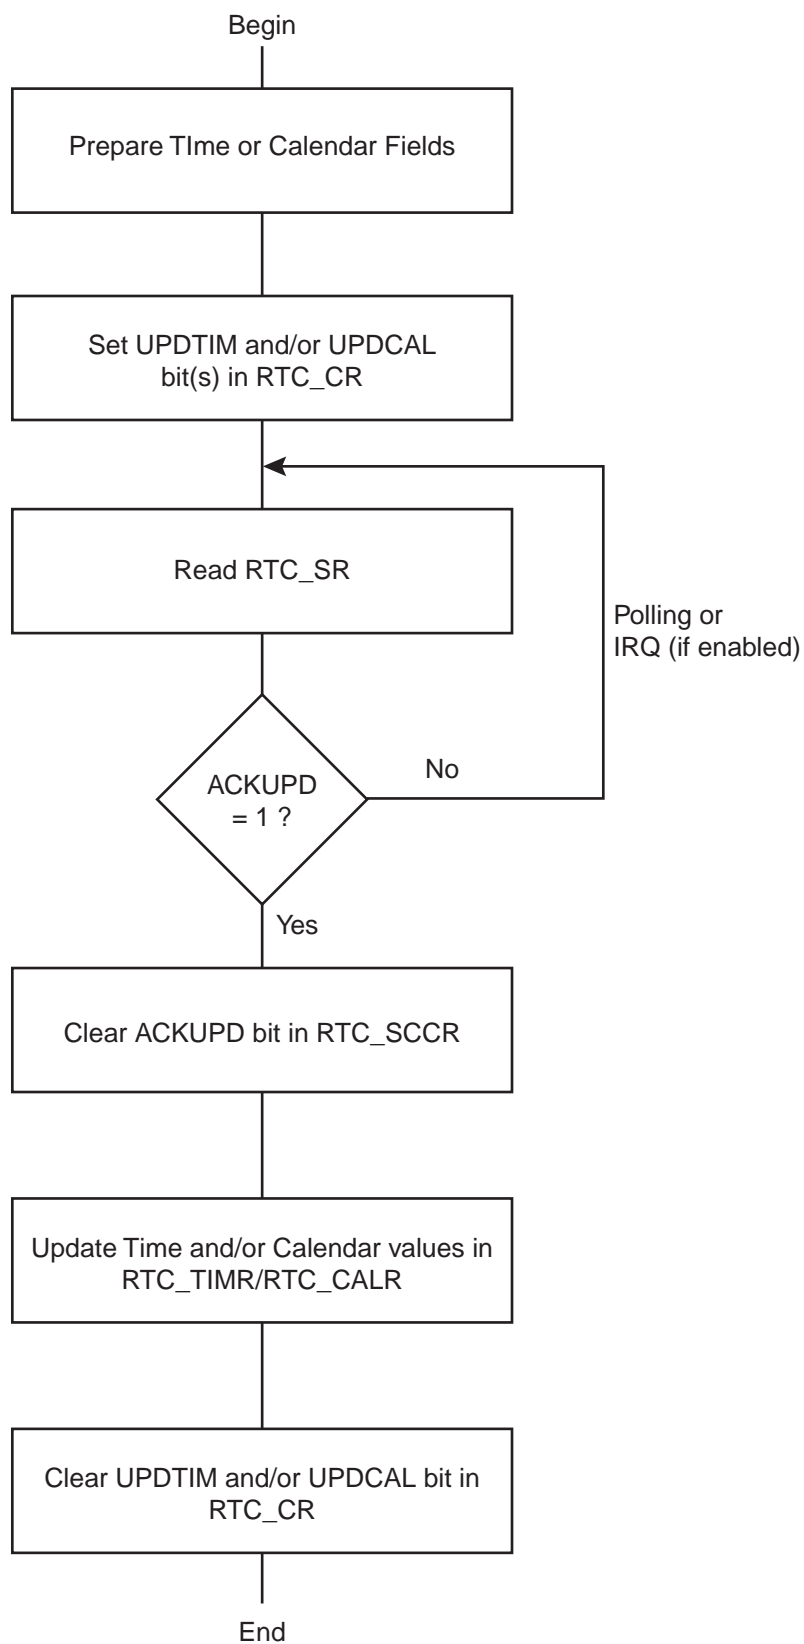 Begin
Prepare TIme or Calendar Fields
Set UPDTIM and/or UPDCAL
bit(s) in RTC_CR
Read RTC_SR
Polling or
IRQ (if enabled)
ACKUPD
= 1 ?
No
Yes
Clear ACKUPD bit in RTC_SCCR
Update Time and/or Calendar values in
RTC_TIMR/RTC_CALR
Clear UPDTIM and/or UPDCAL bit in
RTC_CR
End